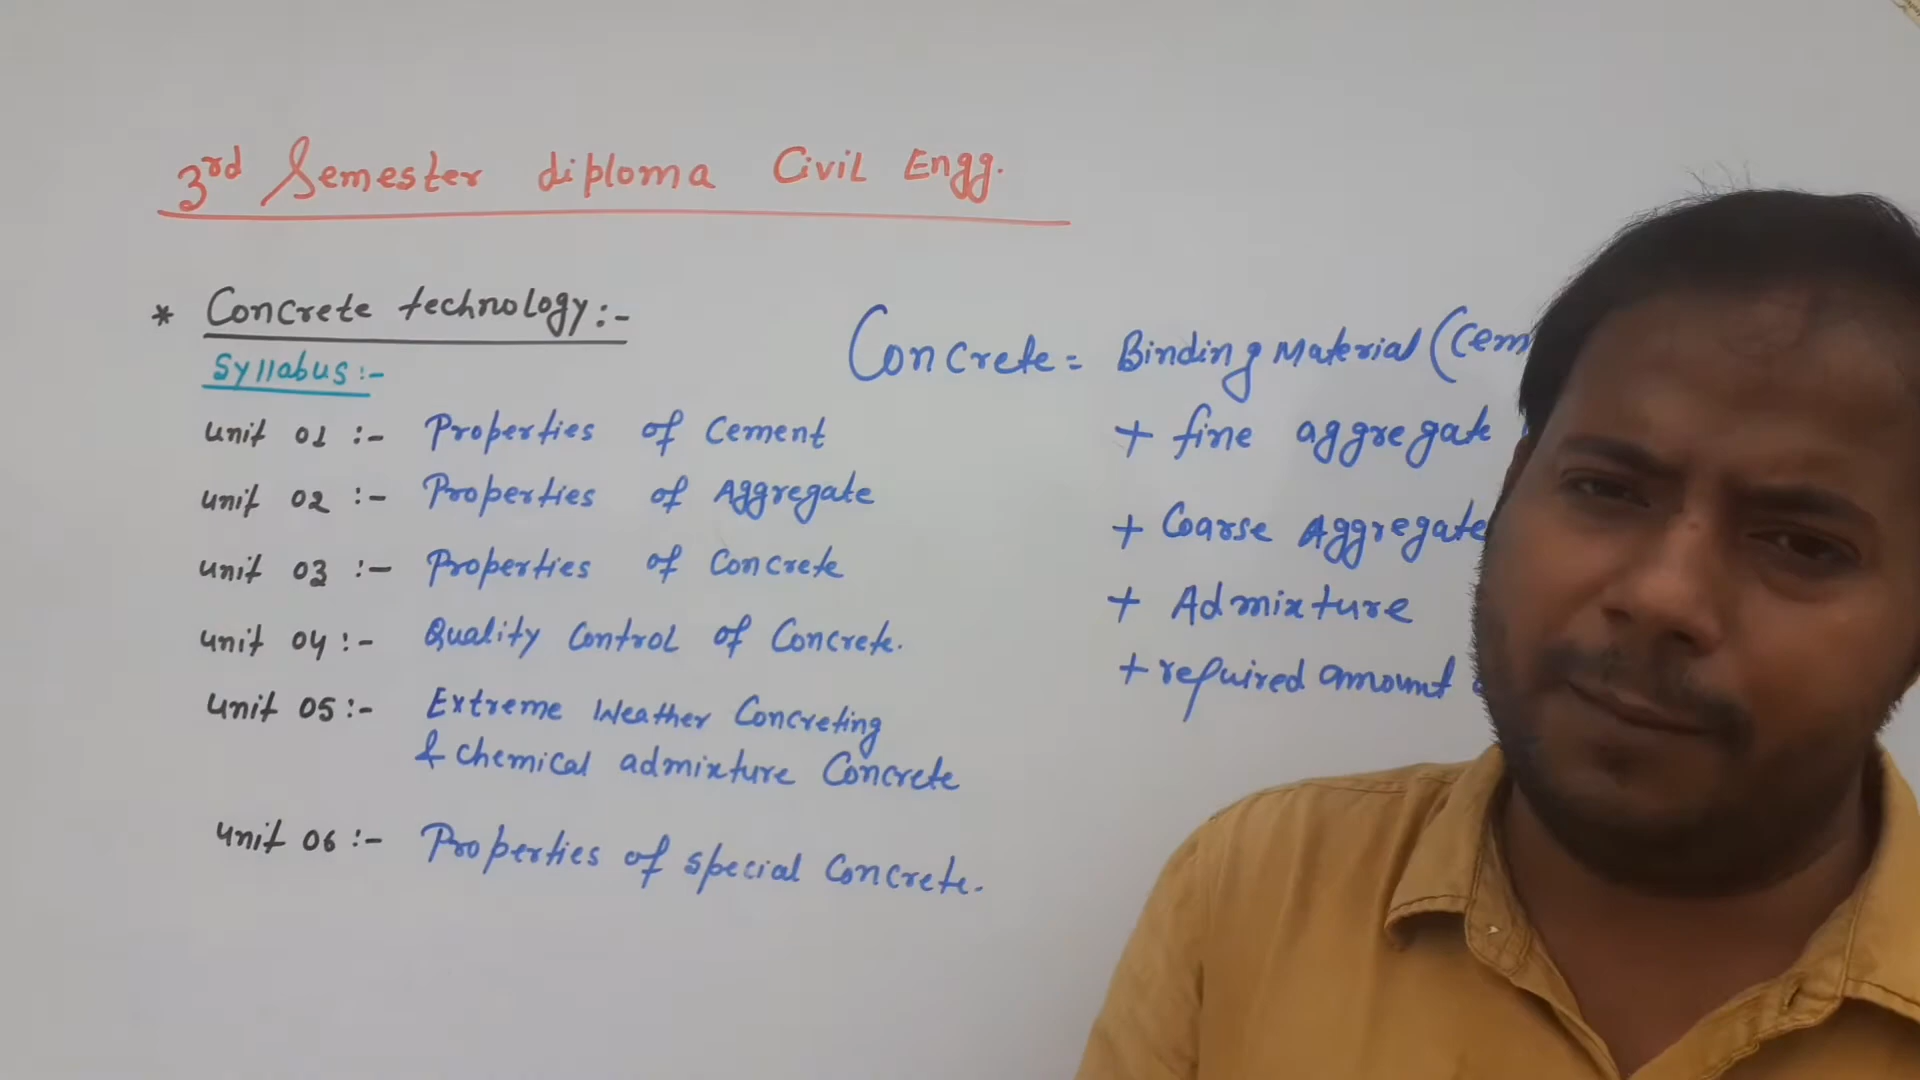 3rd Semester diploma Civil Engg.
* Concrete technology:-
Syllabus:-
unit 01 :- Properties of Cement
unit 02 :- Properties of Aggregate
unit 03 :- Properties of Concrete
unit 04 :- Quality Control of Concrete.
unit 05 :- Extreme Weather Concreting
& chemical admixture Concrete
unit 06 :- Properties of special Concrete.
Concrete = Binding Material (Cem
+ fine aggregate
+ Coarse Aggregate
+ Admixture
+ required amount